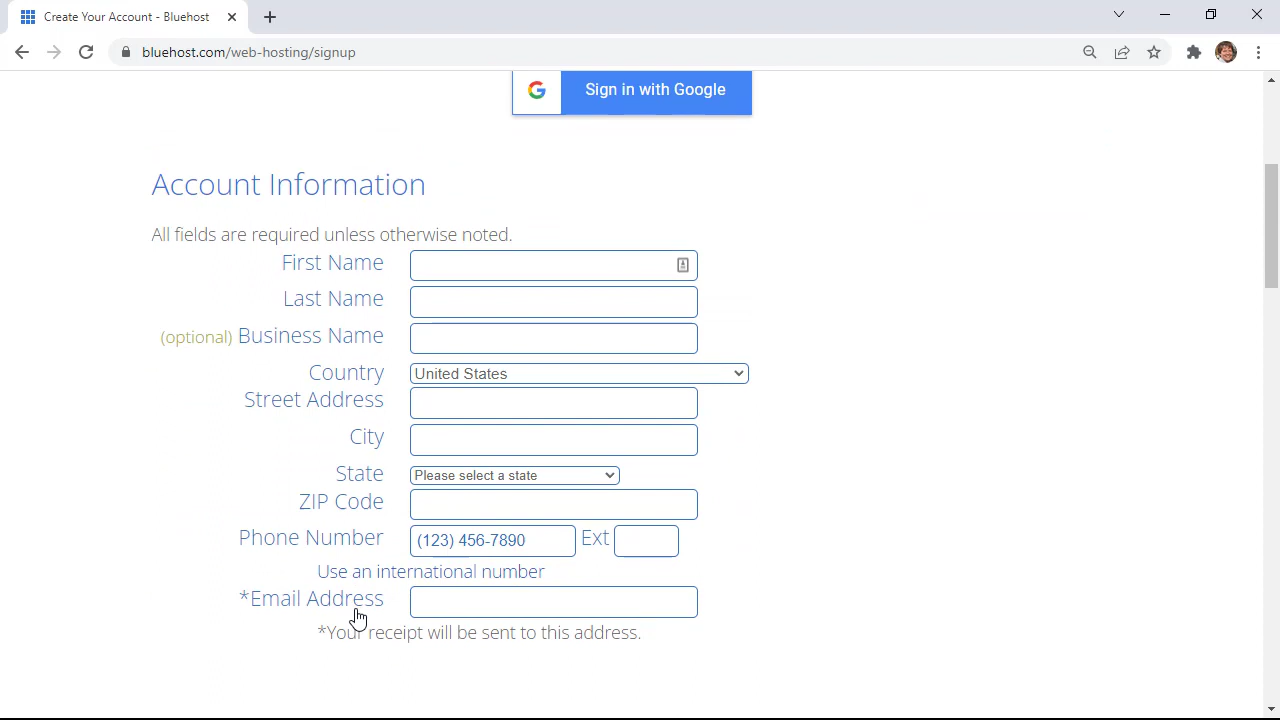 Create Your Account - Bluehost
bluehost.com/web-hosting/signup
Sign in with Google
Account Information
All fields are required unless otherwise noted.
First Name
Last Name
(optional) Business Name
Country United States
Street Address
City
State Please select a state
ZIP Code
Phone Number (123) 456-7890 Ext
Use an international number
*Email Address
*Your receipt will be sent to this address.